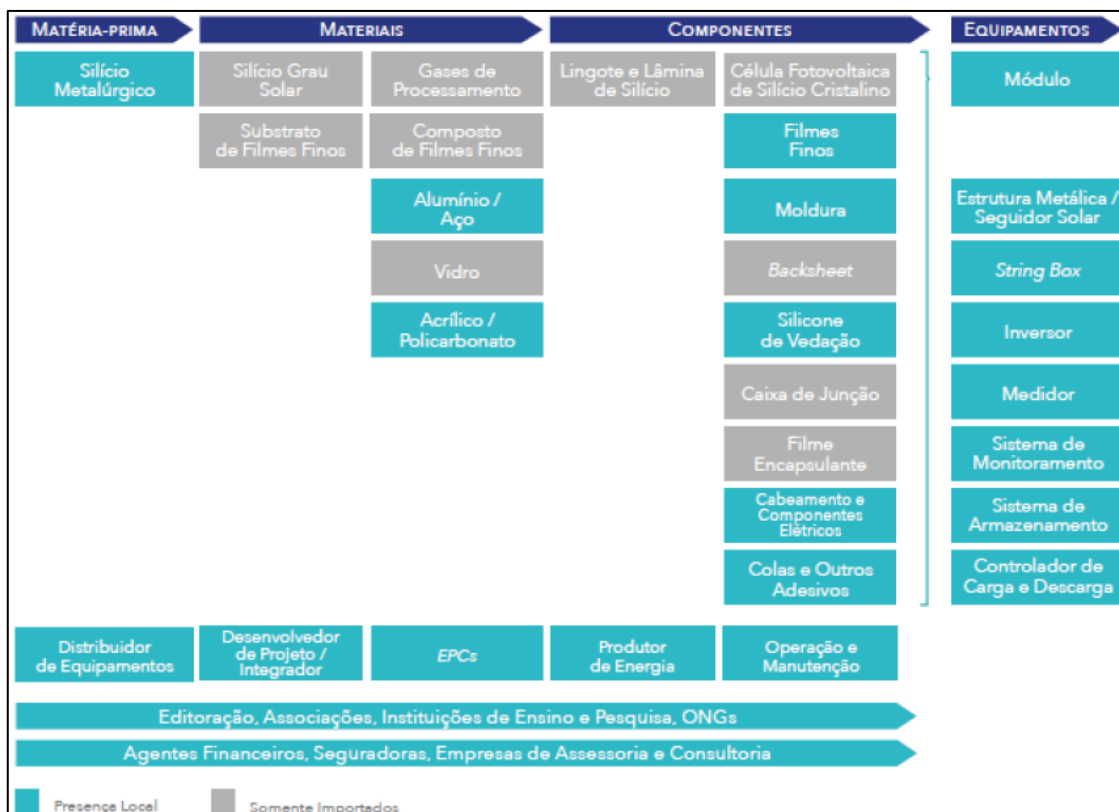 MATÉRIA-PRIMA
MATERIAIS
COMPONENTES
EQUIPAMENTOS
Silício
Metalúrgico
Silício Grau
Solar
Gases de
Processamento
Lingote e Lâmina
de Silício
Célula Fotovoltaica
de Silício Cristalino
Módulo
Substrato
de Filmes Finos
Composto
de Filmes Finos
Filmes
Finos
Alumínio /
Aço
Moldura
Estrutura Metálica /
Seguidor Solar
Vidro
Backsheet
String Box
Acrílico /
Policarbonato
Silicone
de Vedação
Inversor
Caixa de Junção
Medidor
Filme
Encapsulante
Sistema de
Monitoramento
Cabeamento e
Componentes
Elétricos
Sistema de
Armazenamento
Colas e Outros
Adesivos
Controlador de
Carga e Descarga
Distribuidor
de Equipamentos
Desenvolvedor
de Projeto /
Integrador
EPCs
Produtor
de Energia
Operação e
Manutenção
Editoração, Associações, Instituições de Ensino e Pesquisa, ONGs
Agentes Financeiros, Seguradoras, Empresas de Assessoria e Consultoria
Presença Local
Somente Importados